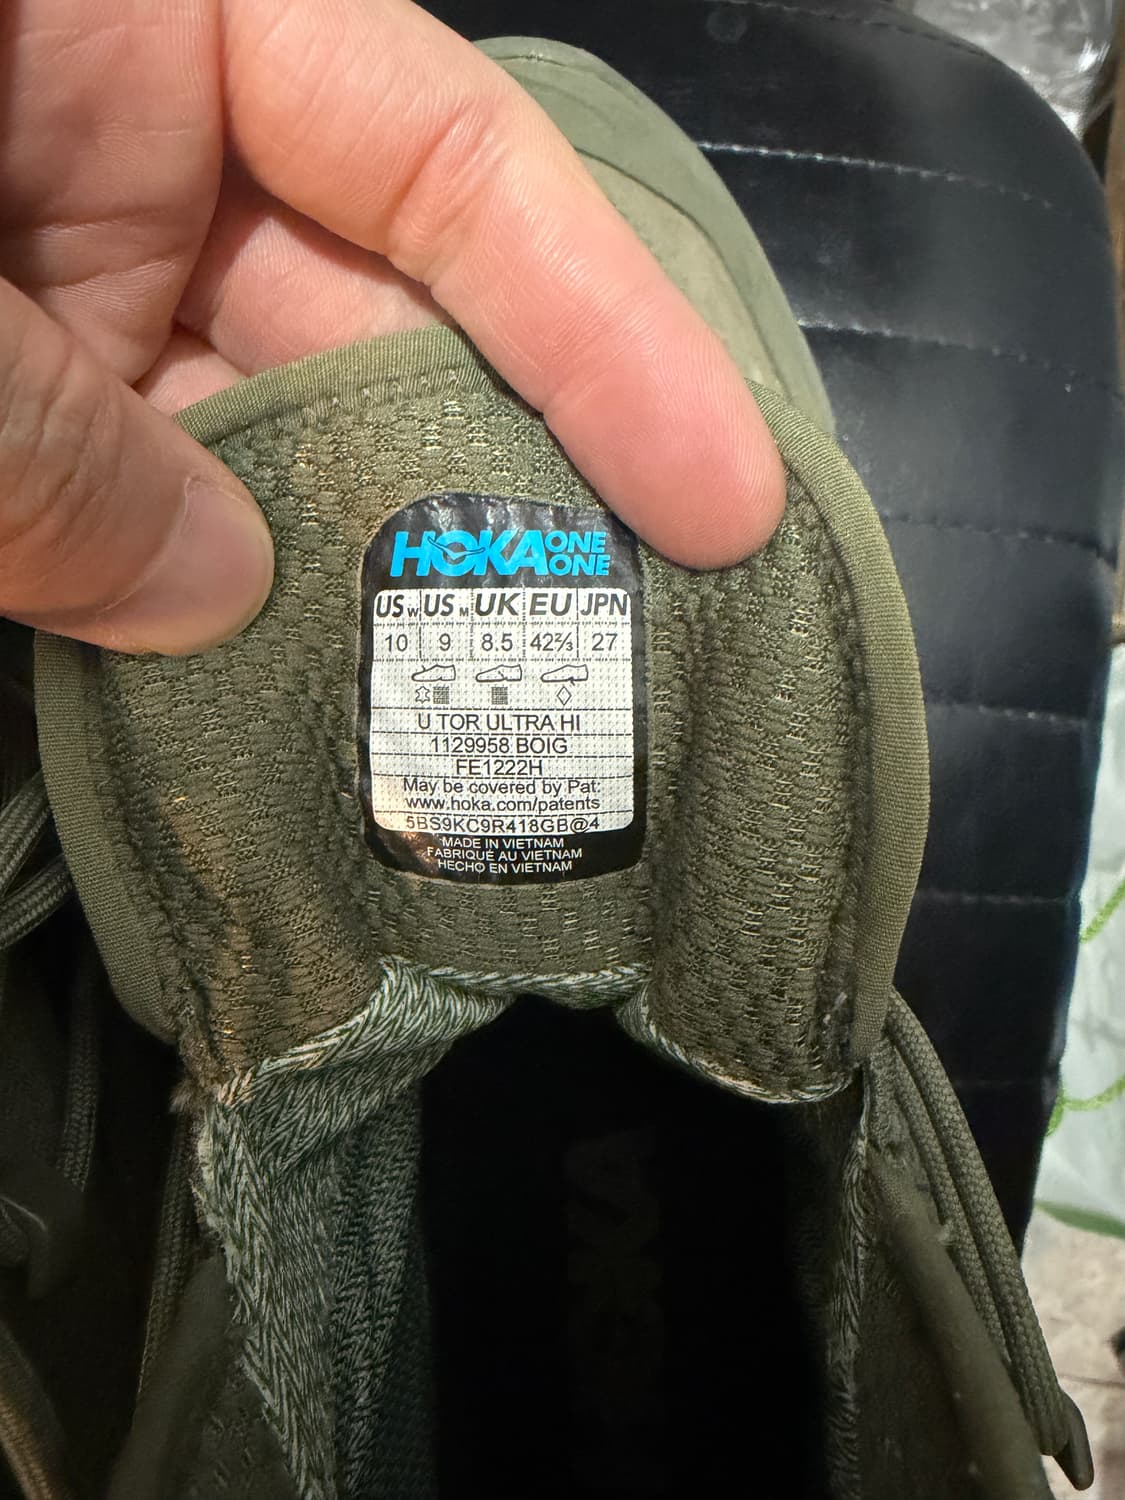 HOKA ONE ONE
US W US M UK EU JPN
10 9 8.5 42⅔ 27
U TOR ULTRA HI
1129958 BOIG
FE1222H
May be covered by Pat.
www.hoka.com/patents
5BS9KC9R418GB@4
MADE IN VIETNAM
FABRIQUÉ AU VIETNAM
HECHO EN VIETNAM